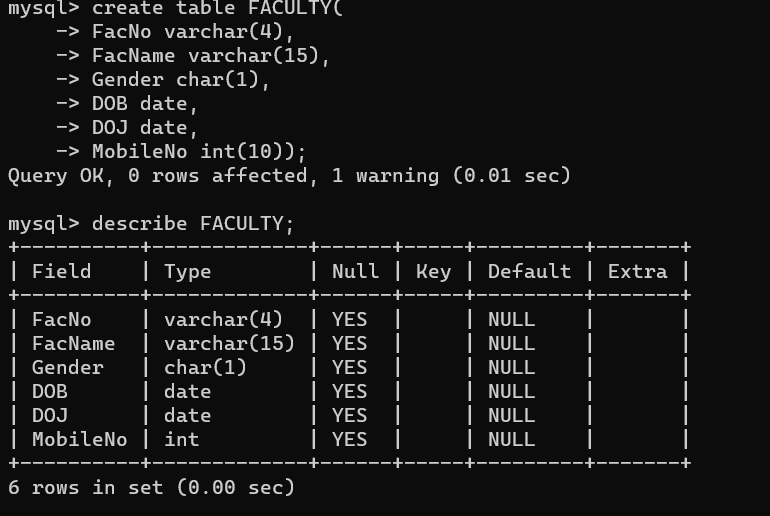 mysql> create table FACULTY(
    -> FacNo varchar(4),
    -> FacName varchar(15),
    -> Gender char(1),
    -> DOB date,
    -> DOJ date,
    -> MobileNo int(10));
Query OK, 0 rows affected, 1 warning (0.01 sec)

mysql> describe FACULTY;
+----------+-------------+------+-----+---------+-------+
| Field    | Type        | Null | Key | Default | Extra |
+----------+-------------+------+-----+---------+-------+
| FacNo    | varchar(4)  | YES  |     | NULL    |       |
| FacName  | varchar(15) | YES  |     | NULL    |       |
| Gender   | char(1)     | YES  |     | NULL    |       |
| DOB      | date        | YES  |     | NULL    |       |
| DOJ      | date        | YES  |     | NULL    |       |
| MobileNo | int         | YES  |     | NULL    |       |
+----------+-------------+------+-----+---------+-------+
6 rows in set (0.00 sec)